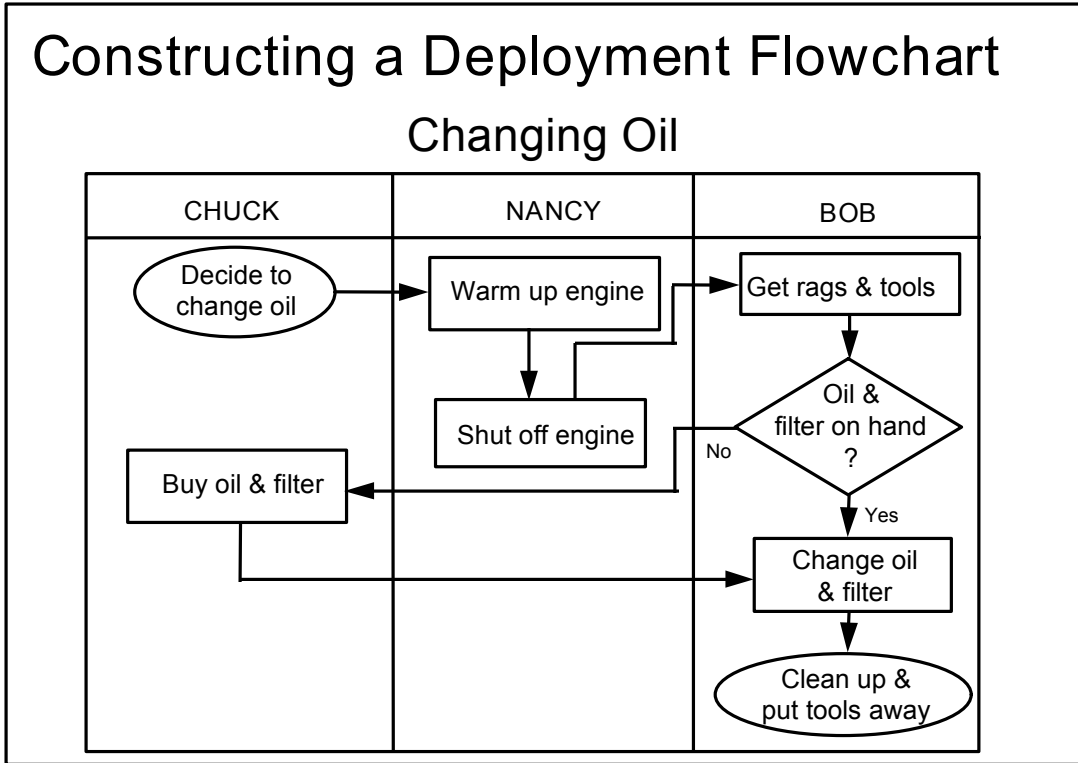 Constructing a Deployment Flowchart
Changing Oil
CHUCK
NANCY
BOB
Decide to
change oil
Warm up engine
Get rags & tools
Shut off engine
Oil &
filter on hand
?
No
Yes
Buy oil & filter
Change oil
& filter
Clean up &
put tools away